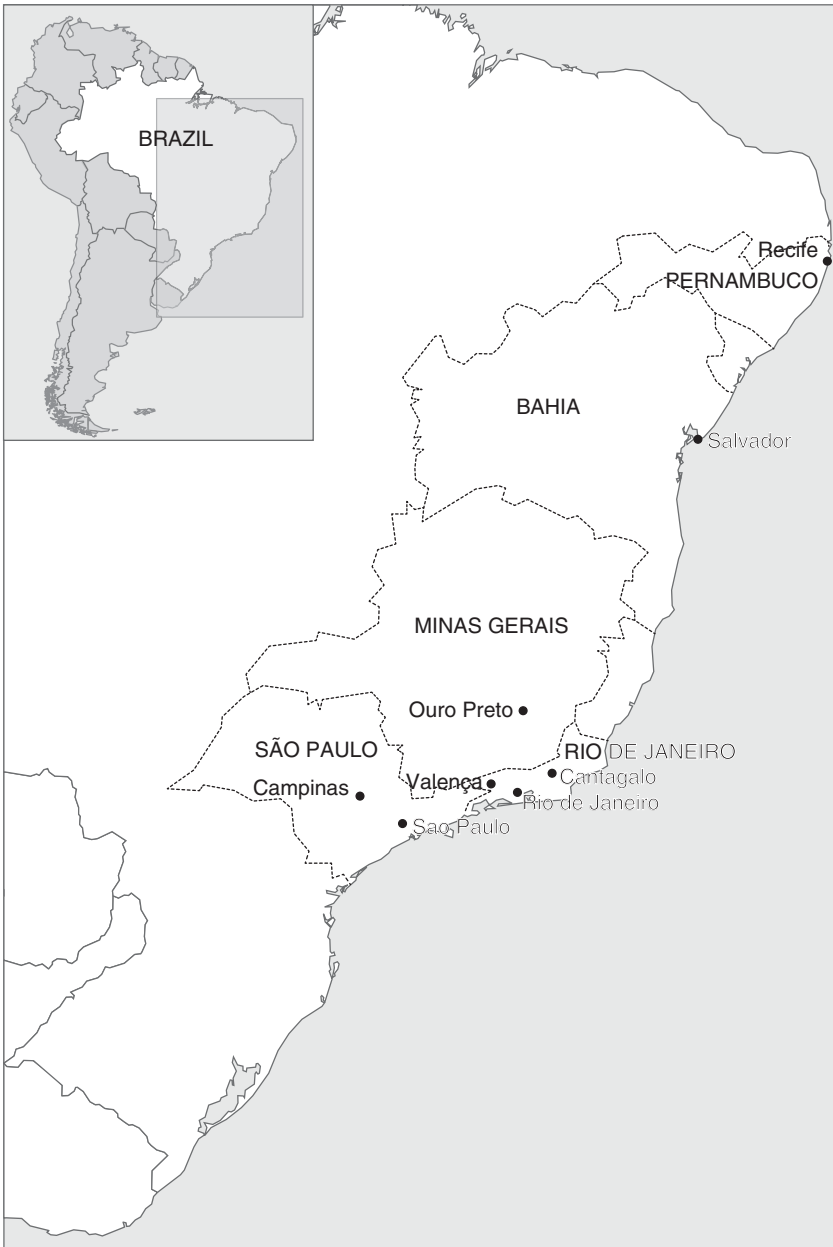 BRAZIL
Recife
PERNAMBUCO
BAHIA
Salvador
MINAS GERAIS
Ouro Preto
SÃO PAULO
RIO DE JANEIRO
Campinas
Valença
Cantagalo
Rio de Janeiro
Sao Paulo